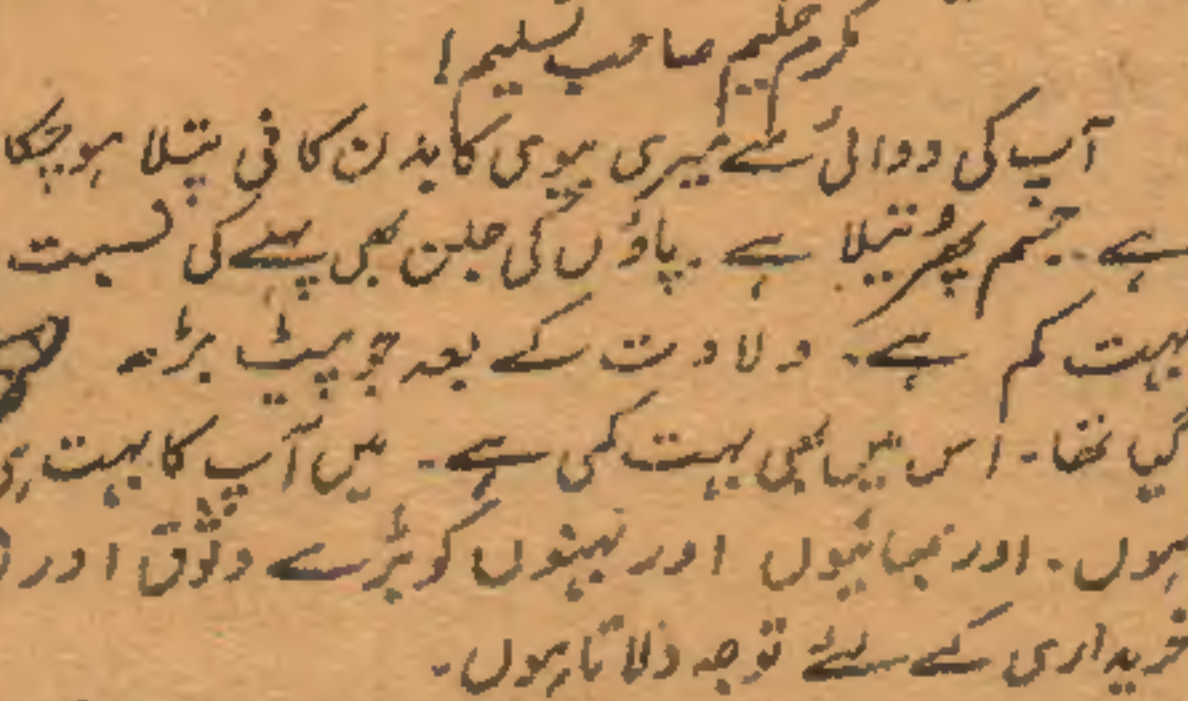 مکرم حکیم صاحب تسلیم!
آپ کی دوائی سے میری بیوی کا بدن کافی پتلا ہو چکا
ہے۔ جسم پھرتیلا ہے۔ پاؤں کی جلن بھی پہلے کی نسبت
بہت کم ہے۔ ولادت کے بعد جو پیٹ بڑھ
گیا تھا۔ اس میں بھی بہت کمی ہے۔ میں آپ کا بہت ہی
ہوں۔ اور بھائیوں اور بہنوں کو بڑے وثوق اور
خریداری کے لئے توجہ دلاتا ہوں۔